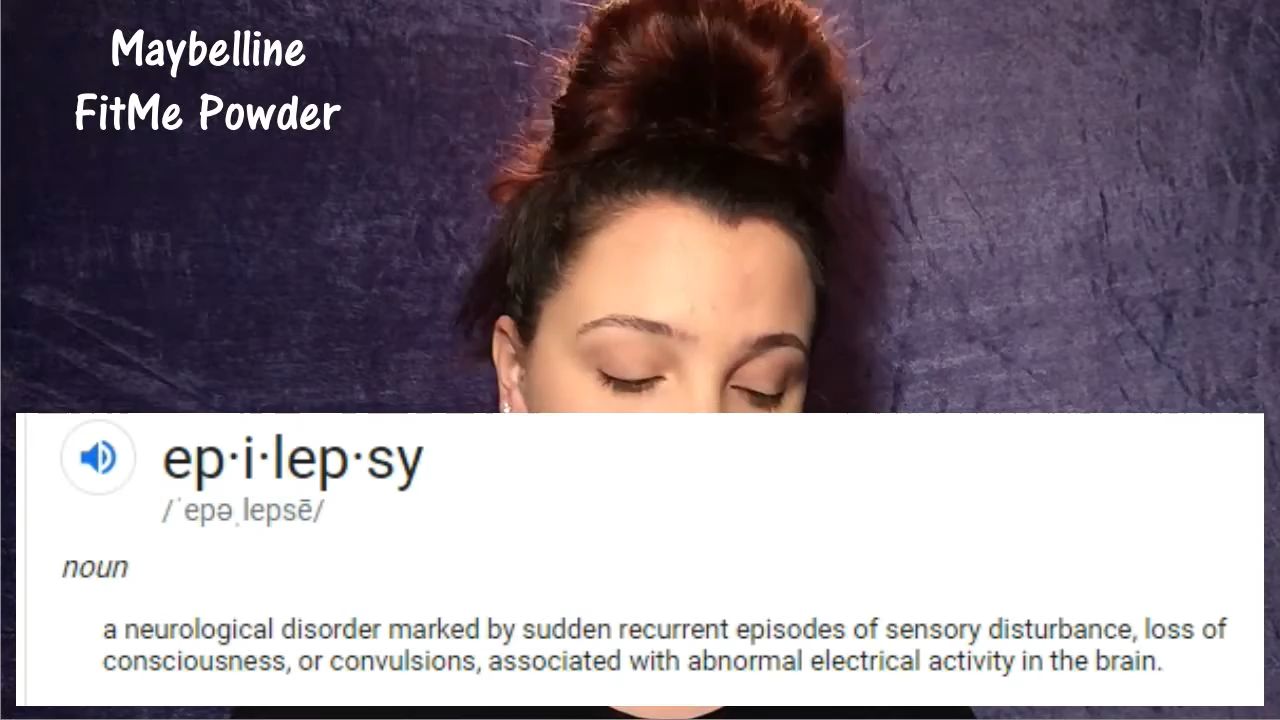 Maybelline
FitMe Powder
ep·i·lep·sy
/ˈepəˌlepsē/
noun
a neurological disorder marked by sudden recurrent episodes of sensory disturbance, loss of
consciousness, or convulsions, associated with abnormal electrical activity in the brain.